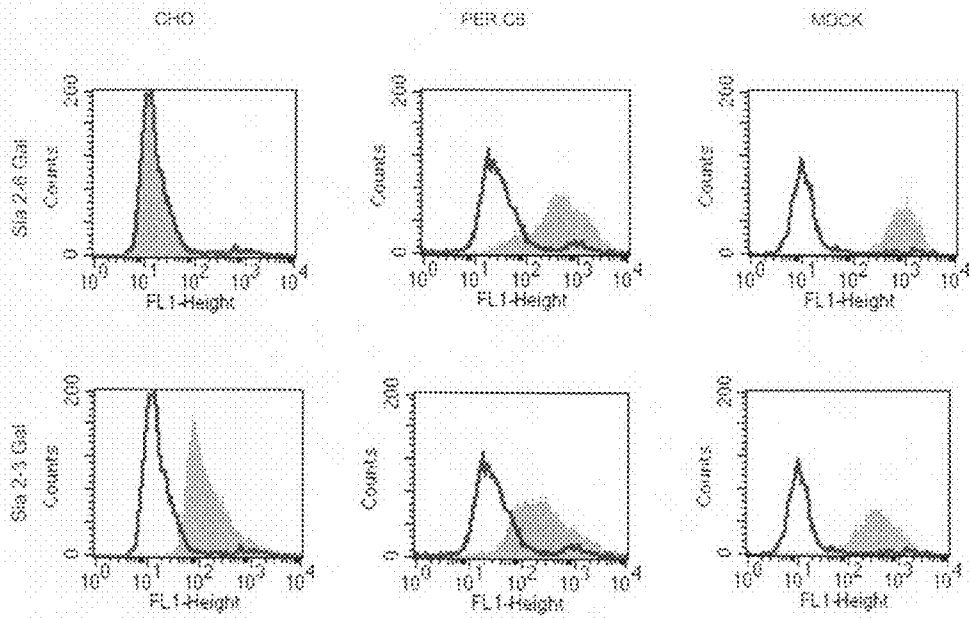 CHO PER.C6 MDCK
Sia 2-6 Gal
200 200 200
Counts Counts Counts
0 0 0
10^0 10^1 10^2 10^3 10^4 10^0 10^1 10^2 10^3 10^4 10^0 10^1 10^2 10^3 10^4
FL1-Height FL1-Height FL1-Height
Sia 2-3 Gal
200 200 200
Counts Counts Counts
0 0 0
10^0 10^1 10^2 10^3 10^4 10^0 10^1 10^2 10^3 10^4 10^0 10^1 10^2 10^3 10^4
FL1-Height FL1-Height FL1-Height